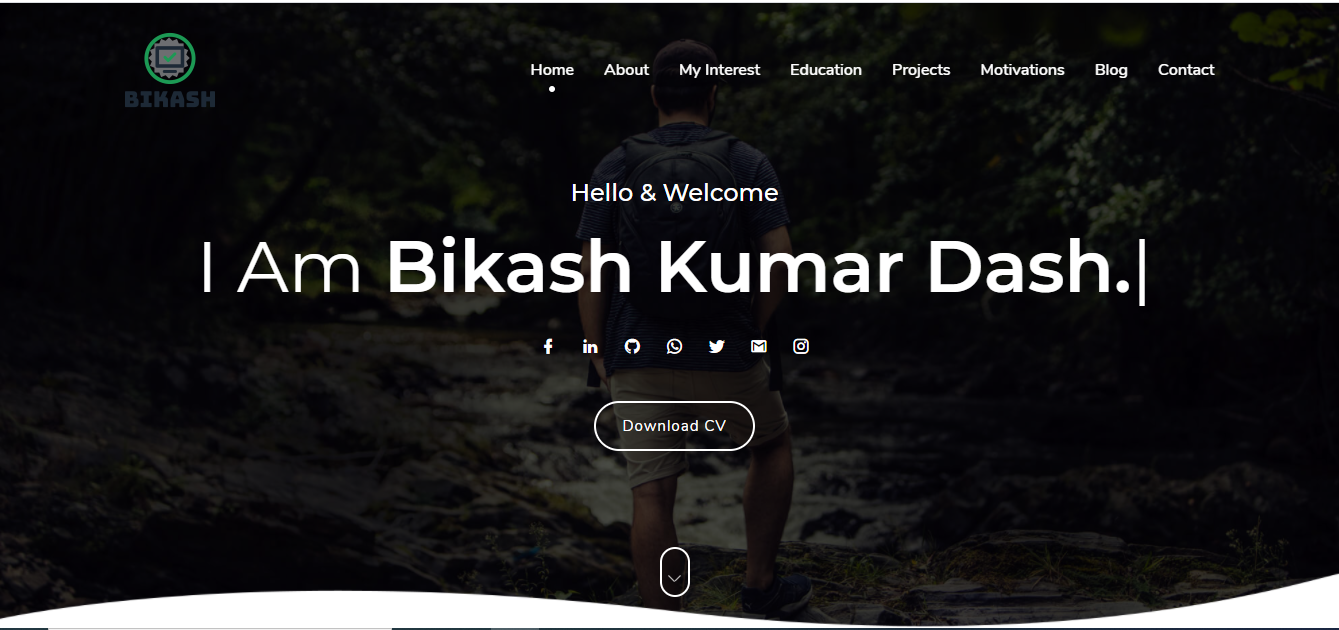 BIKASH
Home About My Interest Education Projects Motivations Blog Contact
Hello & Welcome
I Am Bikash Kumar Dash.|
Download CV